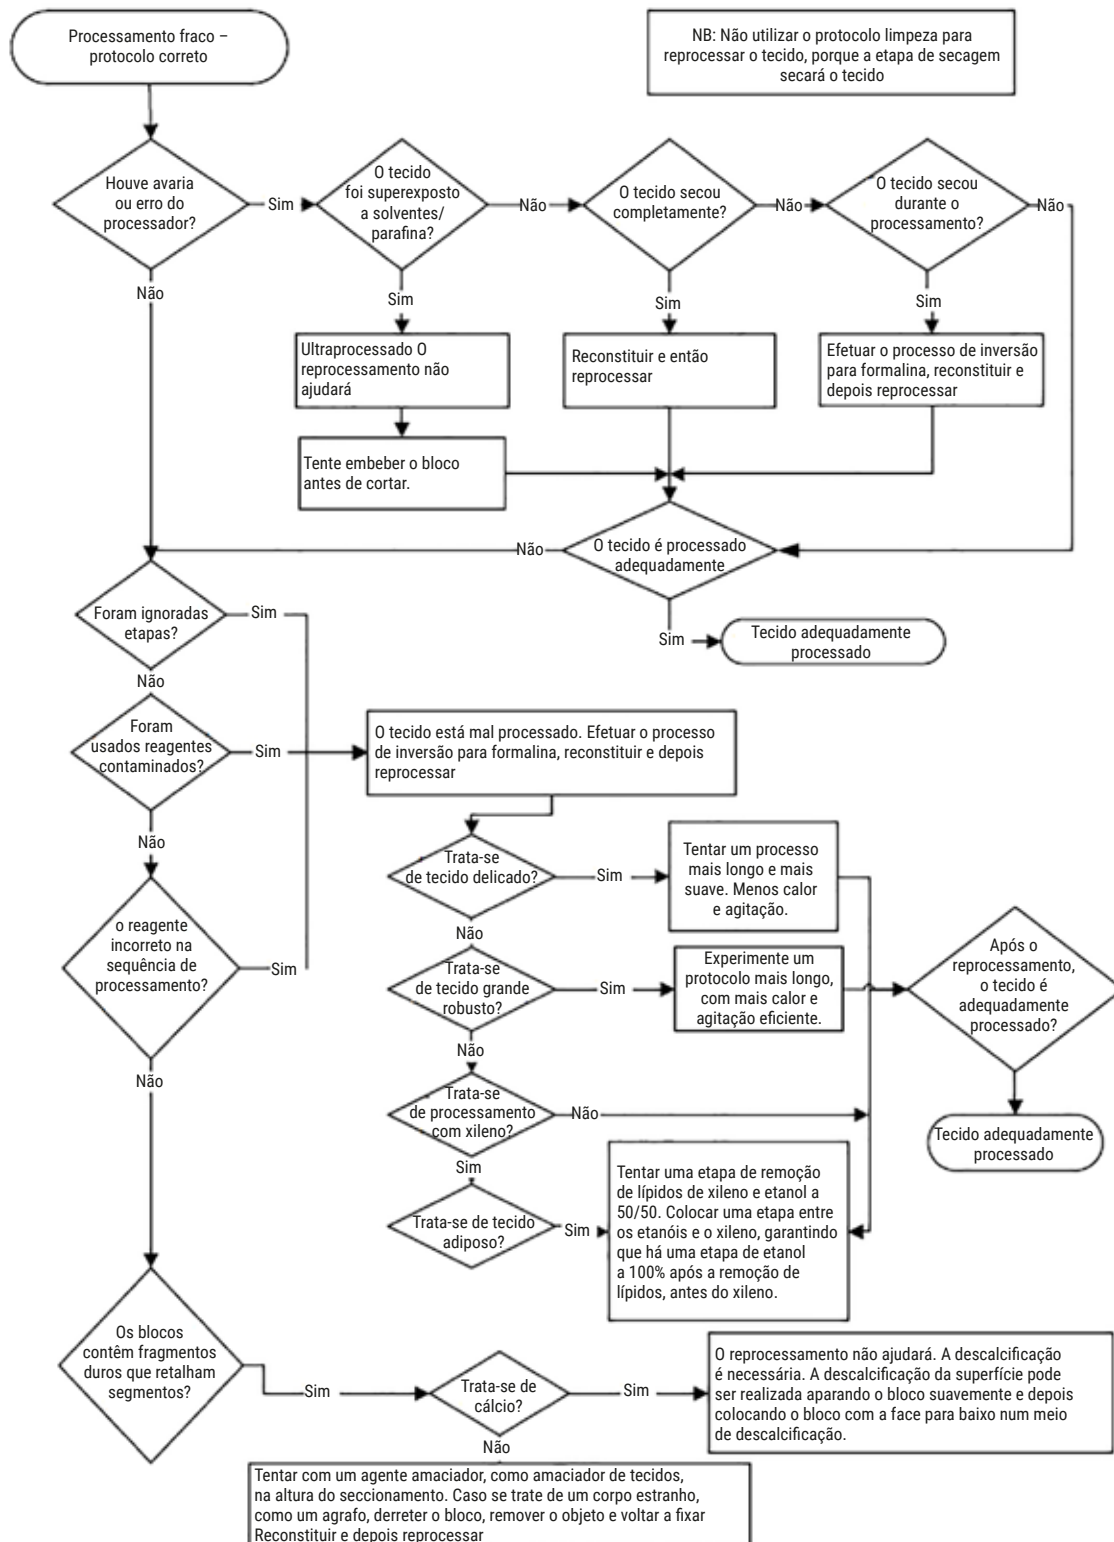 Processamento fraco –
protocolo correto
NB: Não utilizar o protocolo limpeza para
reprocessar o tecido, porque a etapa de secagem
secará o tecido
Houve avaria
ou erro do
processador?
Sim
O tecido
foi superexposto
a solventes/
parafina?
Não
O tecido secou
completamente?
Não
O tecido secou
durante o
processamento?
Não
Não
Sim
Sim
Sim
Ultraprocessado O
reprocessamento não
ajudará
Reconstituir e então
reprocessar
Efetuar o processo de inversão
para formalina, reconstituir e
depois reprocessar
Tente embeber o bloco
antes de cortar.
Não
O tecido é processado
adequadamente
Sim
Tecido adequadamente
processado
Foram ignoradas
etapas?
Sim
Não
Foram
usados reagentes
contaminados?
Sim
O tecido está mal processado. Efetuar o processo
de inversão para formalina, reconstituir e depois
reprocessar
Não
o reagente
incorreto na
sequência de
processamento?
Sim
Não
Trata-se
de tecido delicado?
Sim
Tentar um processo
mais longo e mais
suave. Menos calor
e agitação.
Não
Trata-se
de tecido grande
robusto?
Sim
Experimente um
protocolo mais longo,
com mais calor e
agitação eficiente.
Após o
reprocessamento,
o tecido é
adequadamente
processado?
Não
Trata-se
de processamento
com xileno?
Não
Tecido adequadamente
processado
Sim
Trata-se de tecido
adiposo?
Sim
Tentar uma etapa de remoção
de lípidos de xileno e etanol a
50/50. Colocar uma etapa entre
os etanóis e o xileno, garantindo
que há uma etapa de etanol
a 100% após a remoção de
lípidos, antes do xileno.
Os blocos
contêm fragmentos
duros que retalham
segmentos?
Sim
Trata-se de
cálcio?
Sim
O reprocessamento não ajudará. A descalcificação
é necessária. A descalcificação da superfície pode
ser realizada aparando o bloco suavemente e depois
colocando o bloco com a face para baixo num meio
de descalcificação.
Não
Tentar com um agente amaciador, como amaciador de tecidos,
na altura do seccionamento. Caso se trate de um corpo estranho,
como um agrafo, derreter o bloco, remover o objeto e voltar a fixar
Reconstituir e depois reprocessar